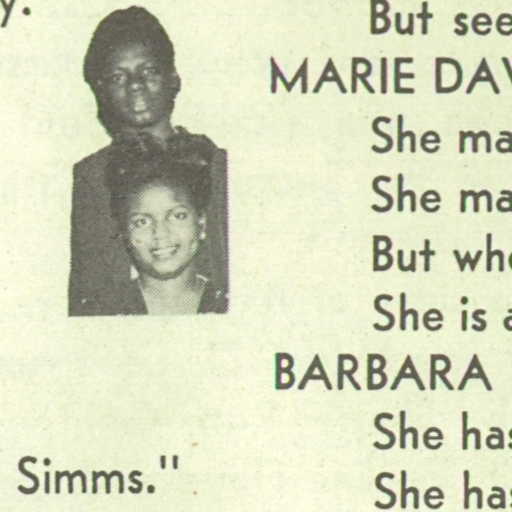 y.
Simms."
But see
MARIE DAV
She ma
She ma
But whe
She is a
BARBARA
She has
She has